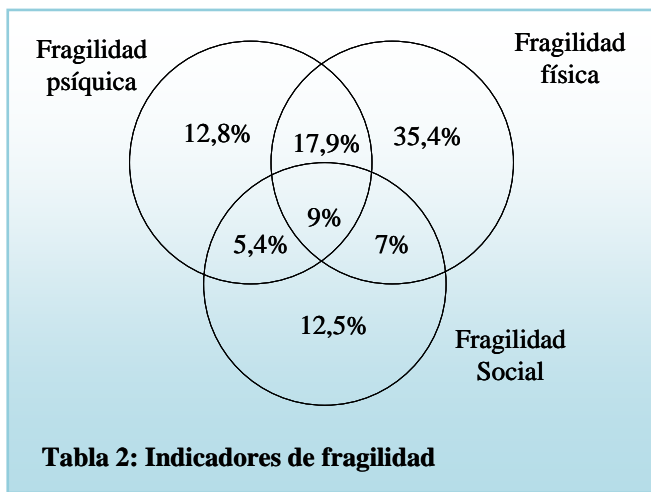 Fragilidad
psíquica
Fragilidad
física
12,8%
17,9%
35,4%
9%
5,4%
7%
12,5%
Fragilidad
Social
Tabla 2: Indicadores de fragilidad